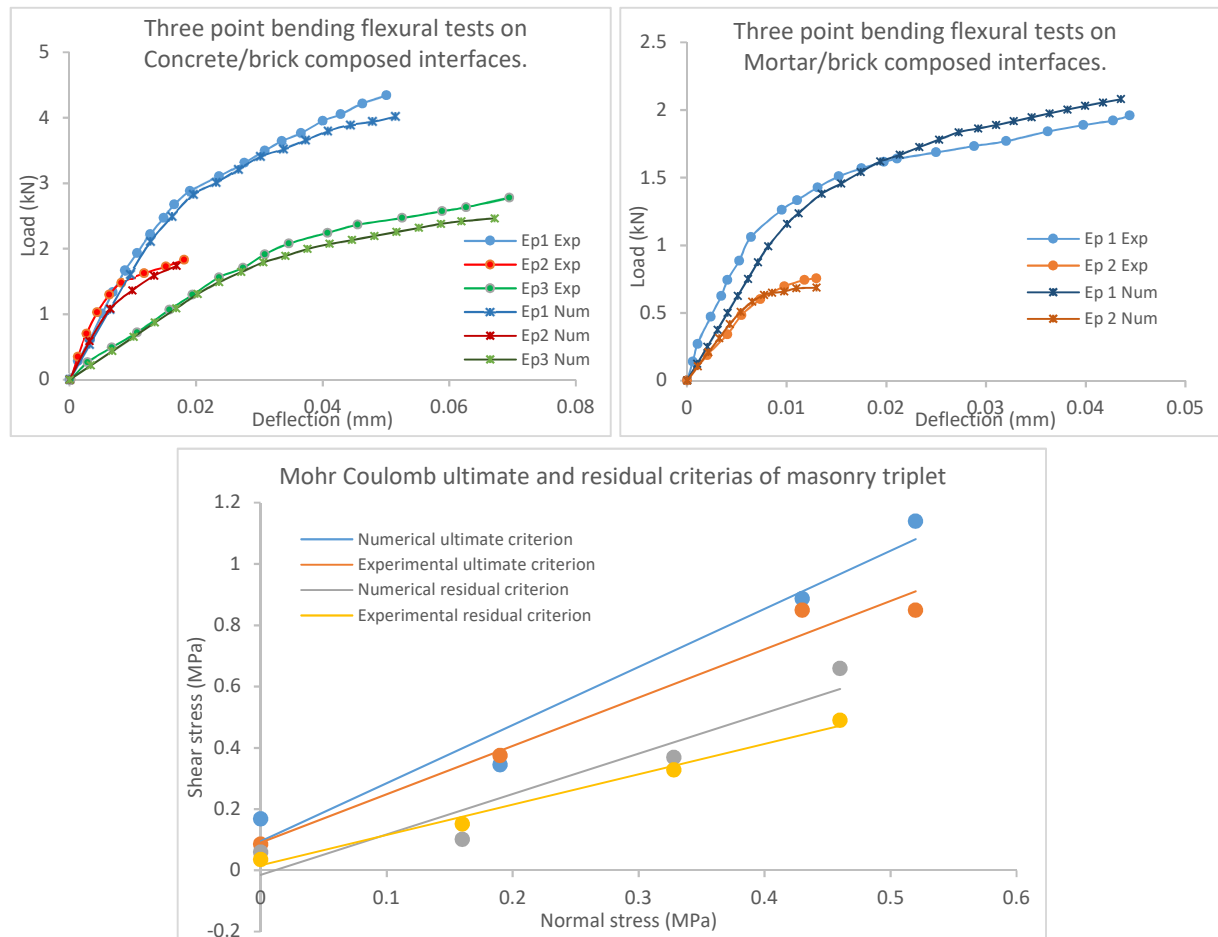 Three point bending flexural tests on
Concrete/brick composed interfaces.
5
4
3
2
1
0
Load (kN)
Ep1 Exp
Ep2 Exp
Ep3 Exp
Ep1 Num
Ep2 Num
Ep3 Num
0
0.02
0.04
0.06
0.08
Deflection (mm)
Three point bending flexural tests on
Mortar/brick composed interfaces.
2.5
2
1.5
1
0.5
0
Load (kN)
Ep 1 Exp
Ep 2 Exp
Ep 1 Num
Ep 2 Num
0
0.01
0.02
0.03
0.04
0.05
Deflection (mm)
Mohr Coulomb ultimate and residual criterias of masonry triplet
1.2
1
0.8
0.6
0.4
0.2
0
-0.2
Shear stress (MPa)
Numerical ultimate criterion
Experimental ultimate criterion
Numerical residual criterion
Experimental residual criterion
0
0.1
0.2
0.3
0.4
0.5
0.6
Normal stress (MPa)